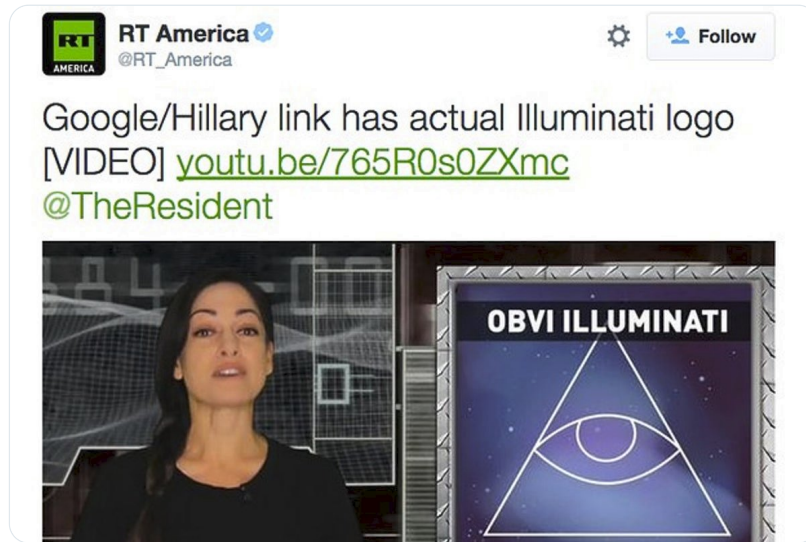 RT
AMERICA
RT America
@RT_America
Follow
Google/Hillary link has actual Illuminati logo
[VIDEO] youtu.be/765R0s0ZXmc
@TheResident
OBVI ILLUMINATI